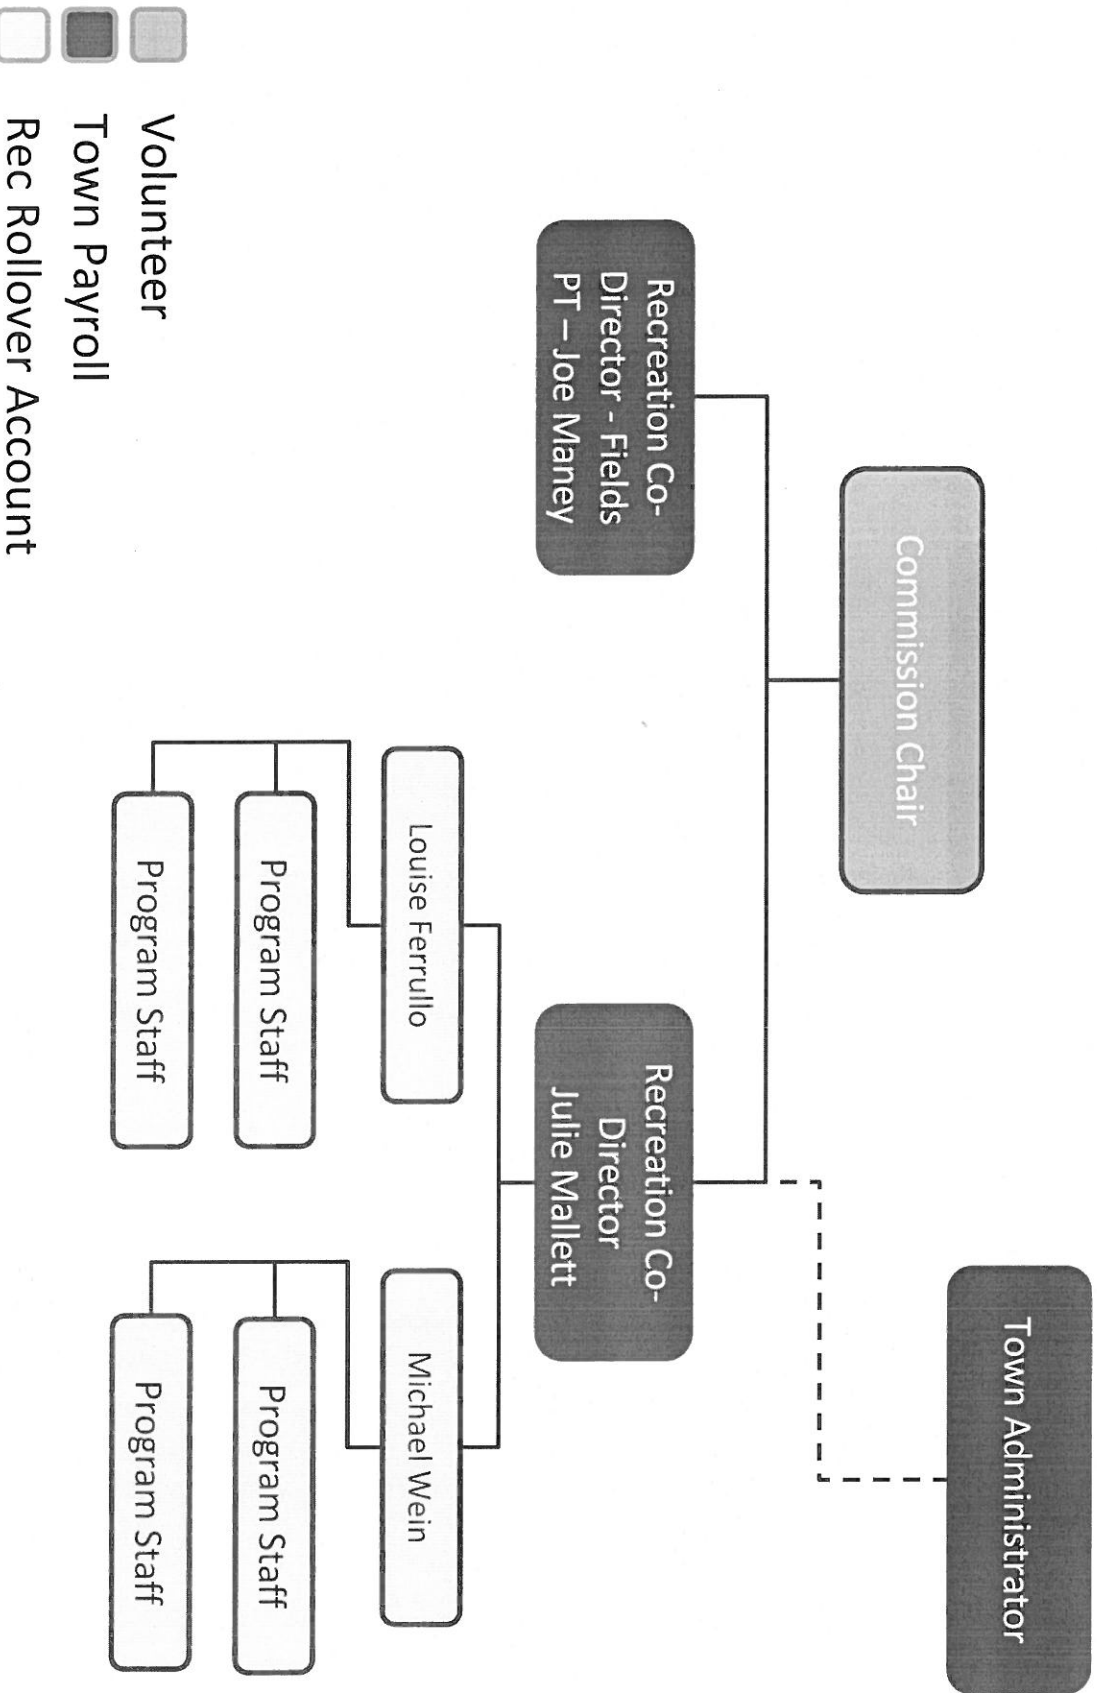 Commission Chair
Town Administrator
Recreation Co-
Director - Fields
PT – Joe Maney
Recreation Co-
Director
Julie Mallett
Louise Ferrullo
Program Staff
Program Staff
Michael Wein
Program Staff
Program Staff
Volunteer
Town Payroll
Rec Rollover Account